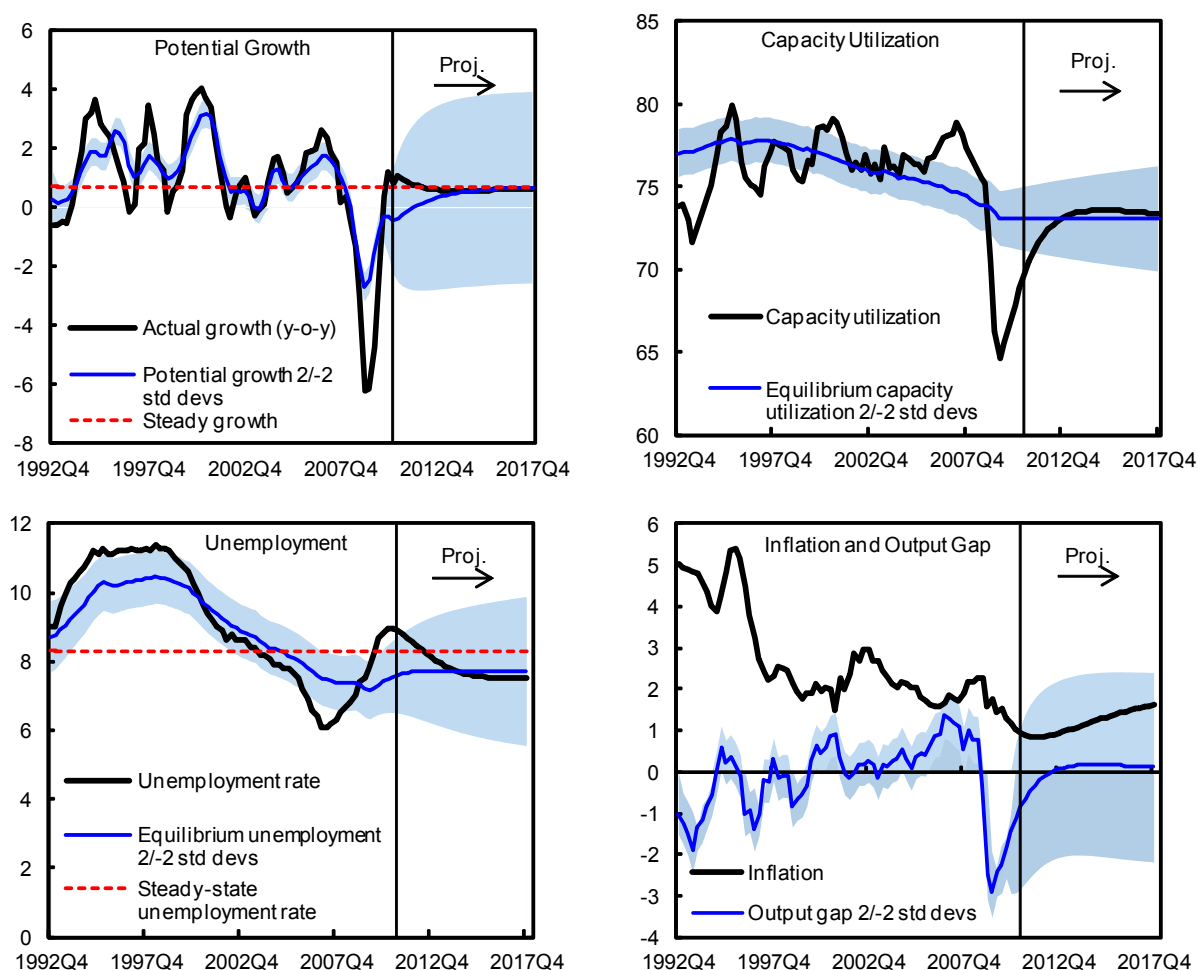 Potential Growth
Proj.
6
4
2
0
-2
-4
-6
-8
Actual growth (y-o-y)
Potential growth 2/-2
std devs
Steady growth
1992Q4 1997Q4 2002Q4 2007Q4 2012Q4 2017Q4
Capacity Utilization
Proj.
85
80
75
70
65
60
Capacity utilization
Equilibrium capacity
utilization 2/-2 std devs
1992Q4 1997Q4 2002Q4 2007Q4 2012Q4 2017Q4
Unemployment
Proj.
12
10
8
6
4
2
0
Unemployment rate
Equilibrium unemployment
2/-2 std devs
Steady-state
unemployment rate
1992Q4 1997Q4 2002Q4 2007Q4 2012Q4 2017Q4
Inflation and Output Gap
Proj.
6
5
4
3
2
1
0
-1
-2
-3
-4
Inflation
Output gap 2/-2 std devs
1992Q4 1997Q4 2002Q4 2007Q4 2012Q4 2017Q4